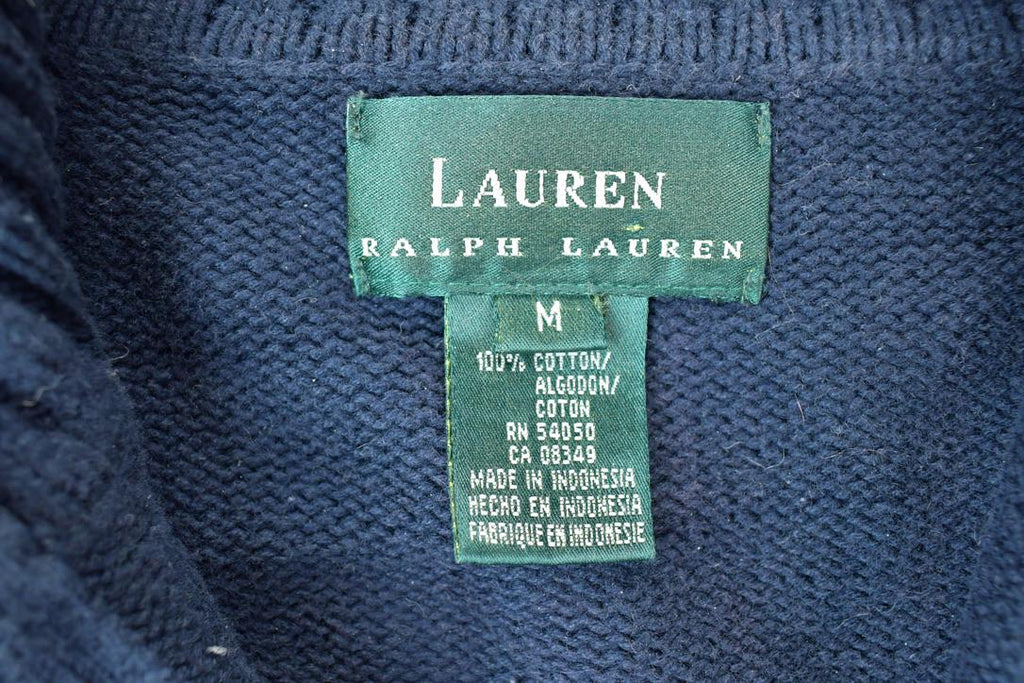 LAUREN
RALPH LAUREN
M
100% COTTON/
ALGODON/
COTON
RN 54050
CA 08349
MADE IN INDONESIA
HECHO EN INDONESIA
FABRIQUE EN INDONESIE